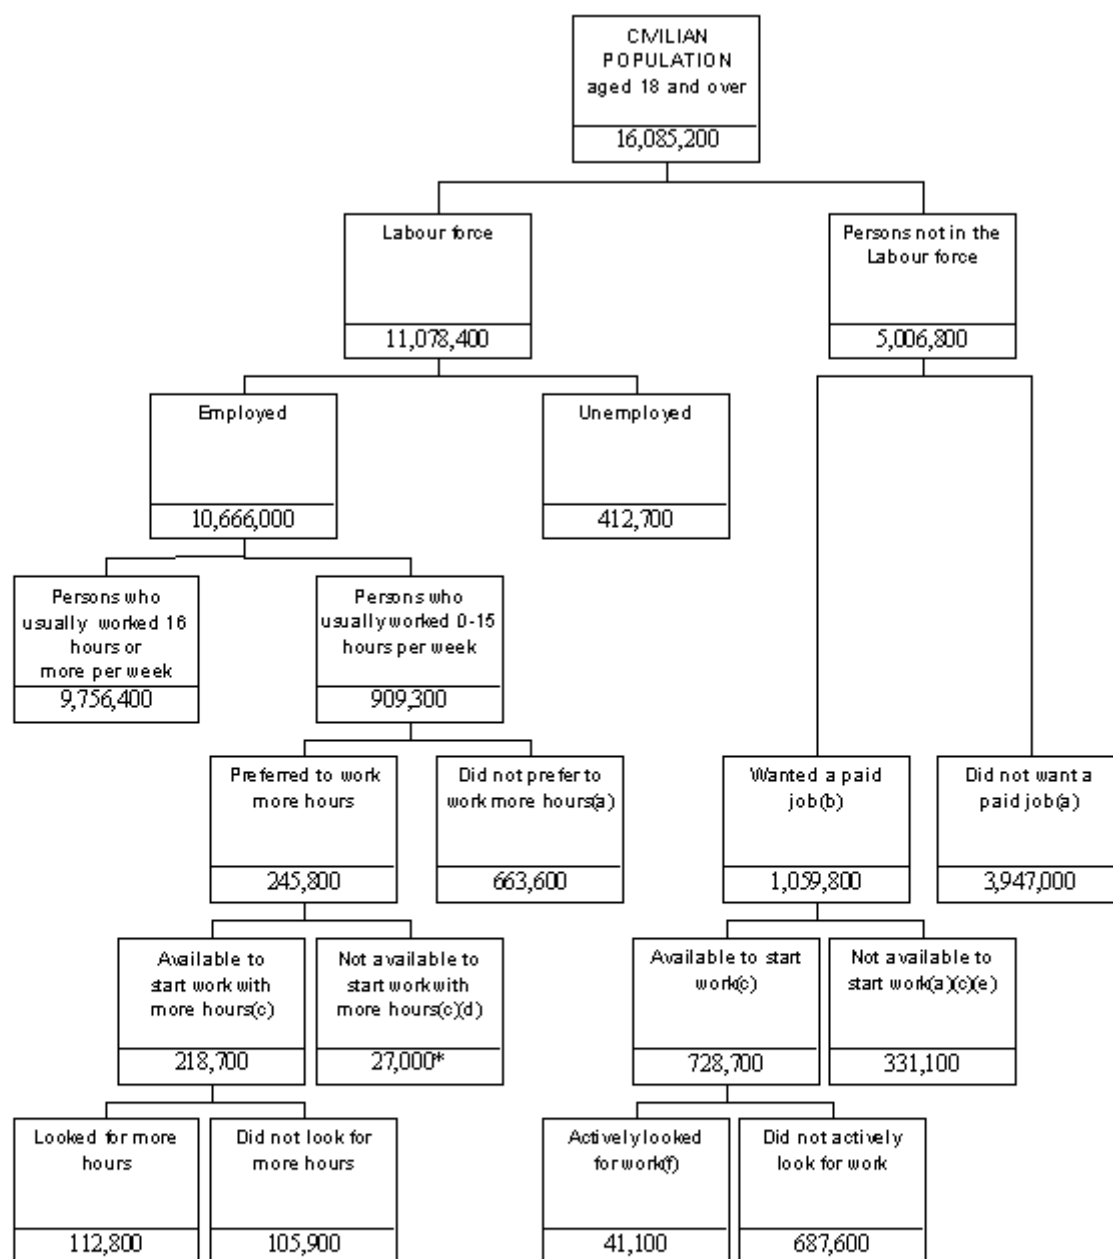 CIVILIAN
POPULATION
aged 18 and over
16,085,200
Labour force
11,078,400
Persons not in the
Labour force
5,006,800
Employed
10,666,000
Unemployed
412,700
Persons who
usually worked 16
hours or
more per week
9,756,400
Persons who
usually worked 0-15
hours per week
909,300
Preferred to work
more hours
245,800
Did not prefer to
work more hours(a)
663,600
Wanted a paid
job(b)
1,059,800
Did not want a
paid job(a)
3,947,000
Available to
start work with
more hours(c)
218,700
Not available to
start work with
more hours(c)(d)
27,000*
Available to start
work(c)
728,700
Not available to
start work(a)(c)(e)
331,100
Looked for more
hours
112,800
Did not look for
more hours
105,900
Actively looked
for work(f)
41,100
Did not actively
look for work
687,600